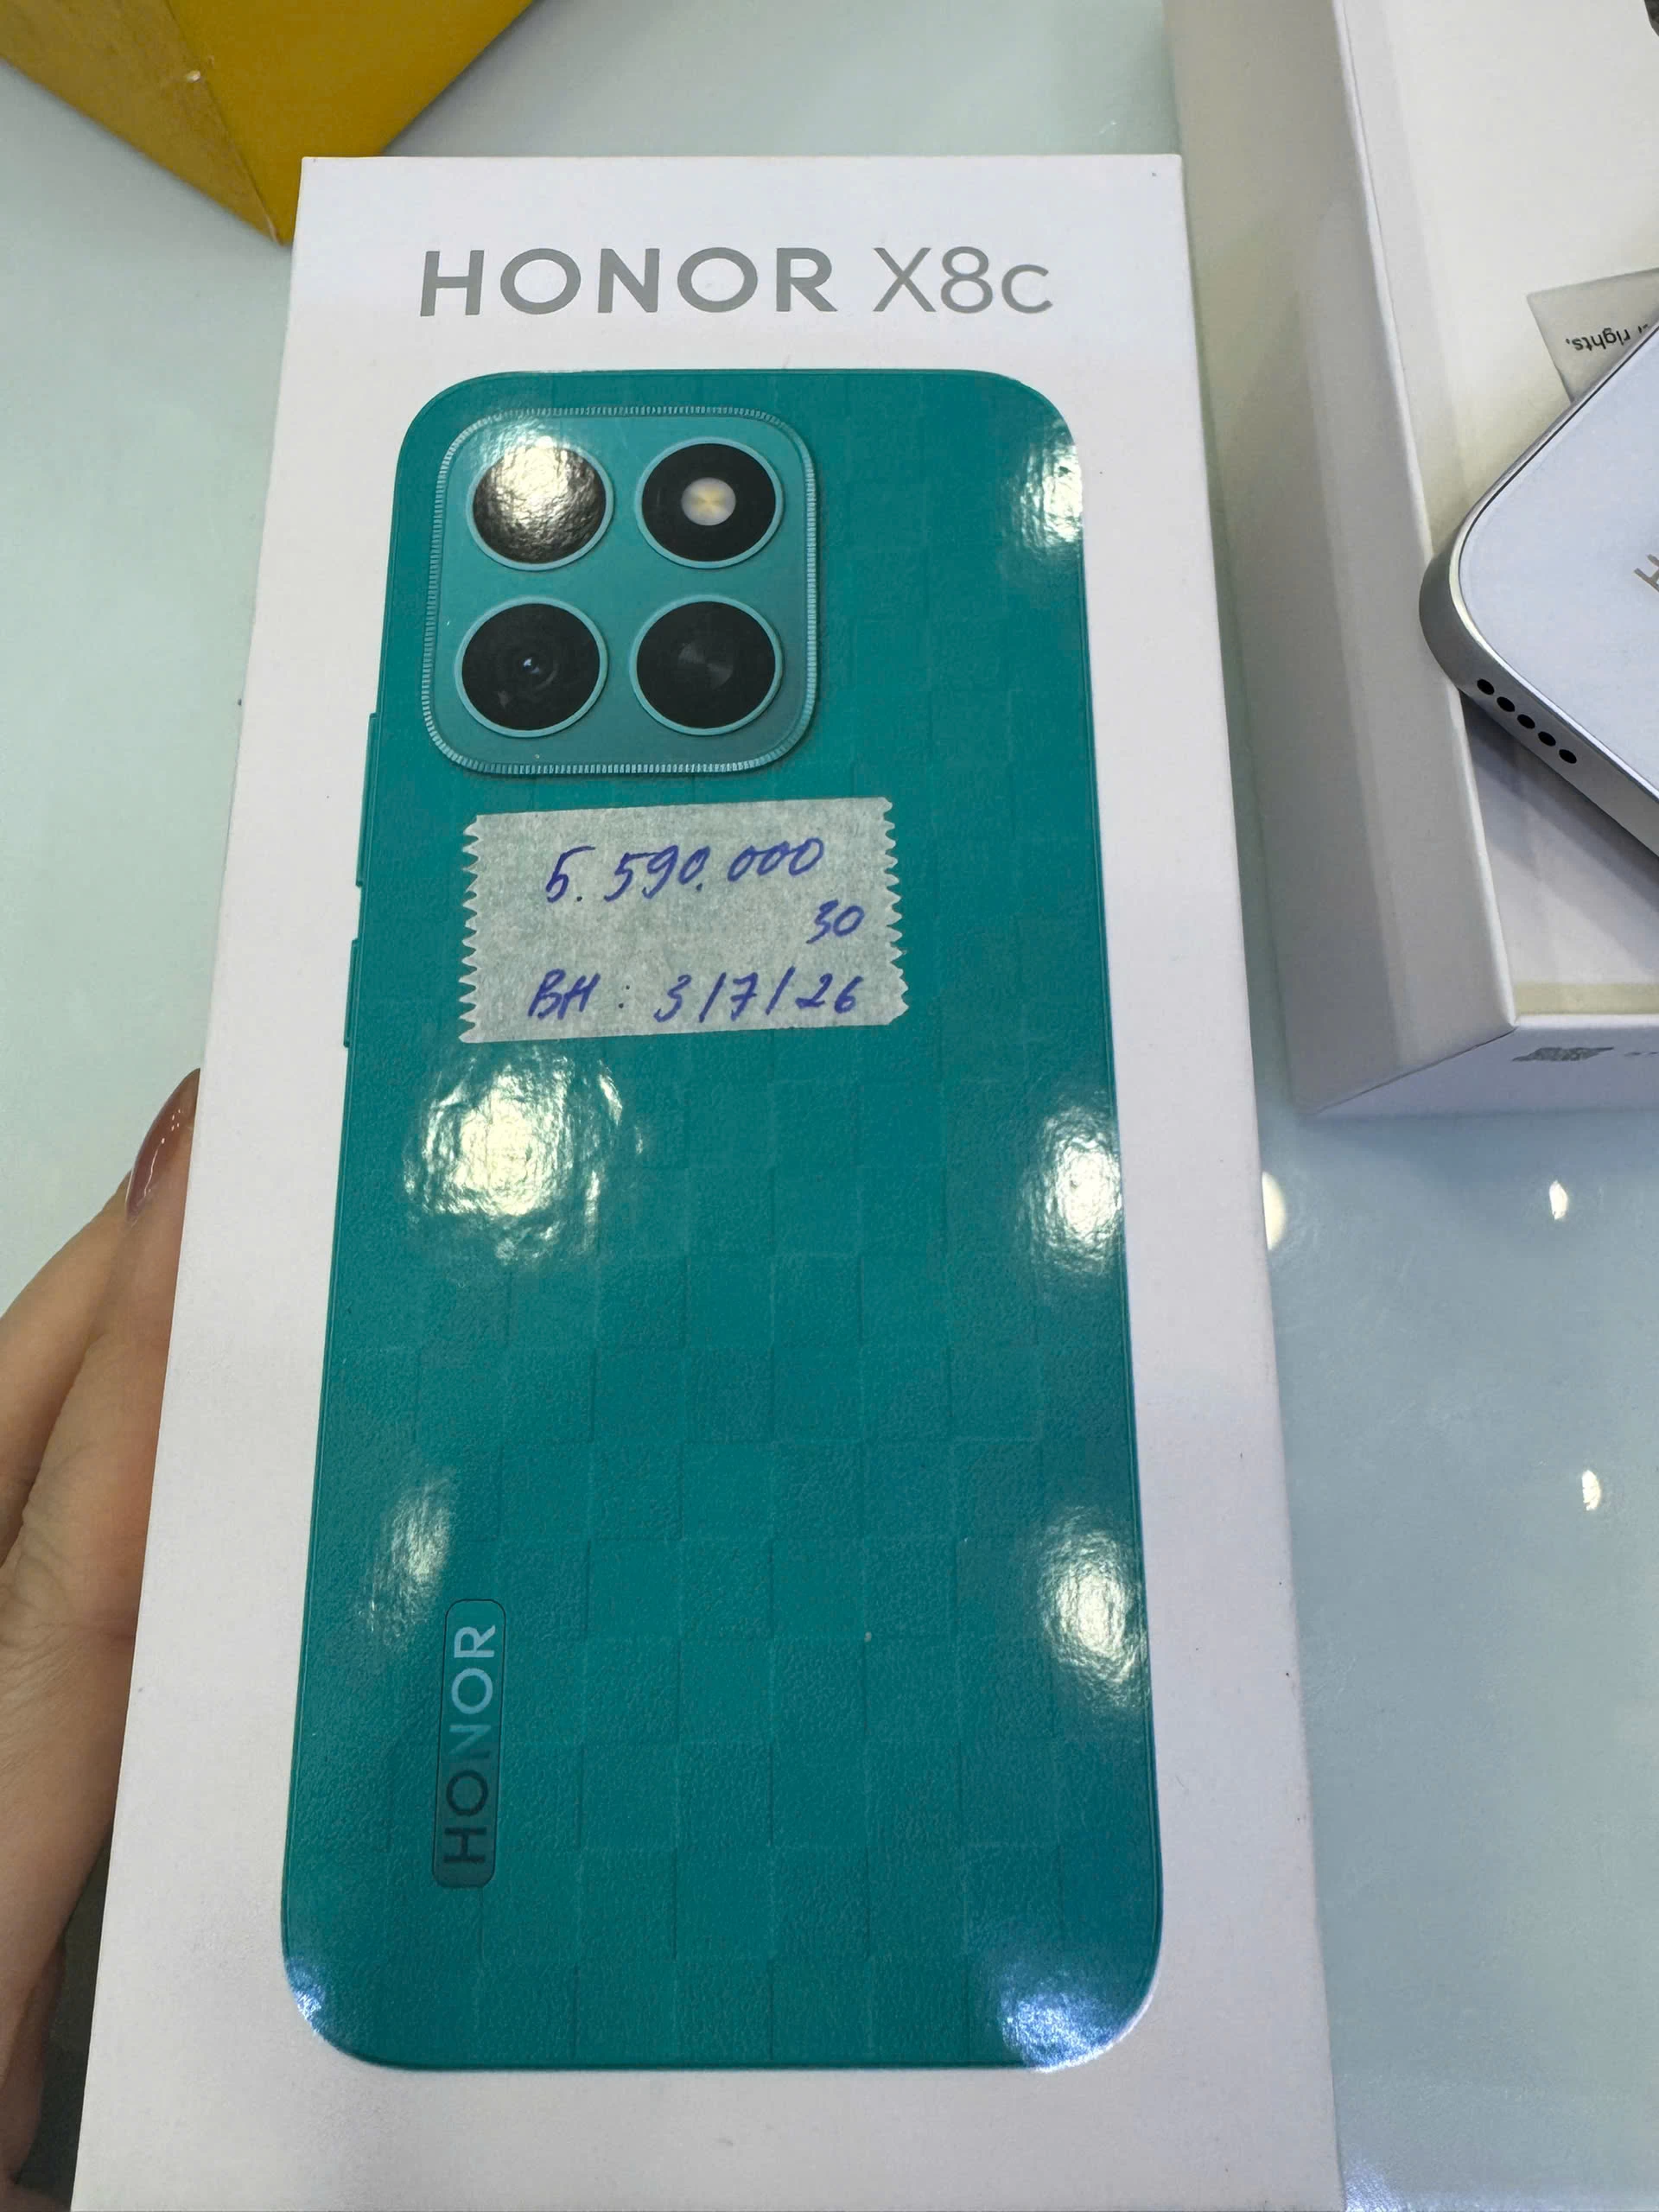 HONOR X8c
5.590.000
30
BH : 3/7/26
HONOR
rights,